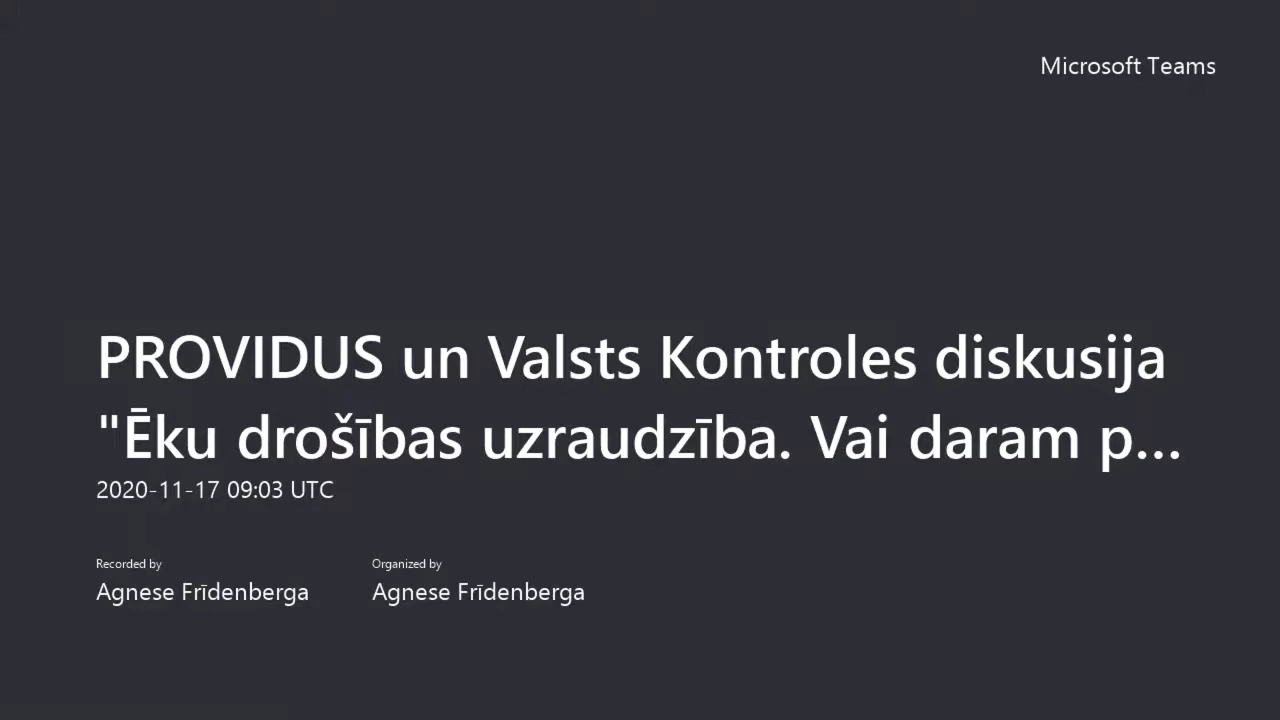 Microsoft Teams
PROVIDUS un Valsts Kontroles diskusija
"Ēku drošības uzraudzība. Vai daram p...
2020-11-17 09:03 UTC
Recorded by
Agnese Frīdenberga
Organized by
Agnese Frīdenberga